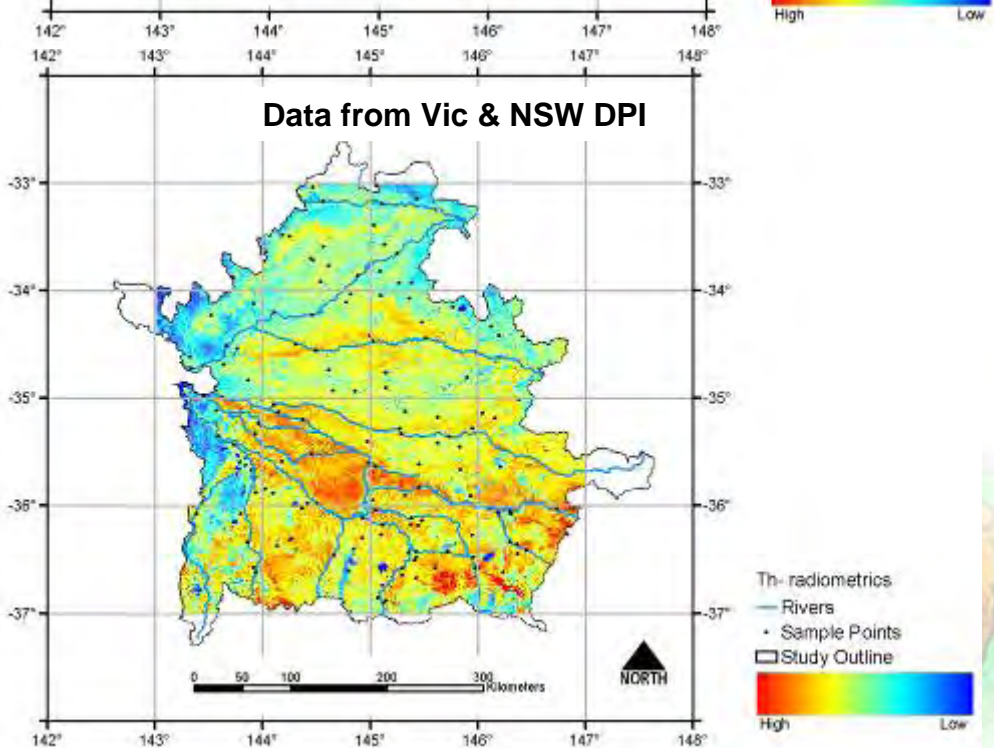 High Low
142° 143° 144° 145° 146° 147° 148°
142° 143° 144° 145° 146° 147° 148°
Data from Vic & NSW DPI
-33° -33°
-34° -34°
-35° -35°
-36° -36°
-37° -37°
Th- radiometrics
Rivers
Sample Points
Study Outline
High Low
0 50 100 200 300
Kilometers
NORTH
142° 143° 144° 145° 146° 147° 148°